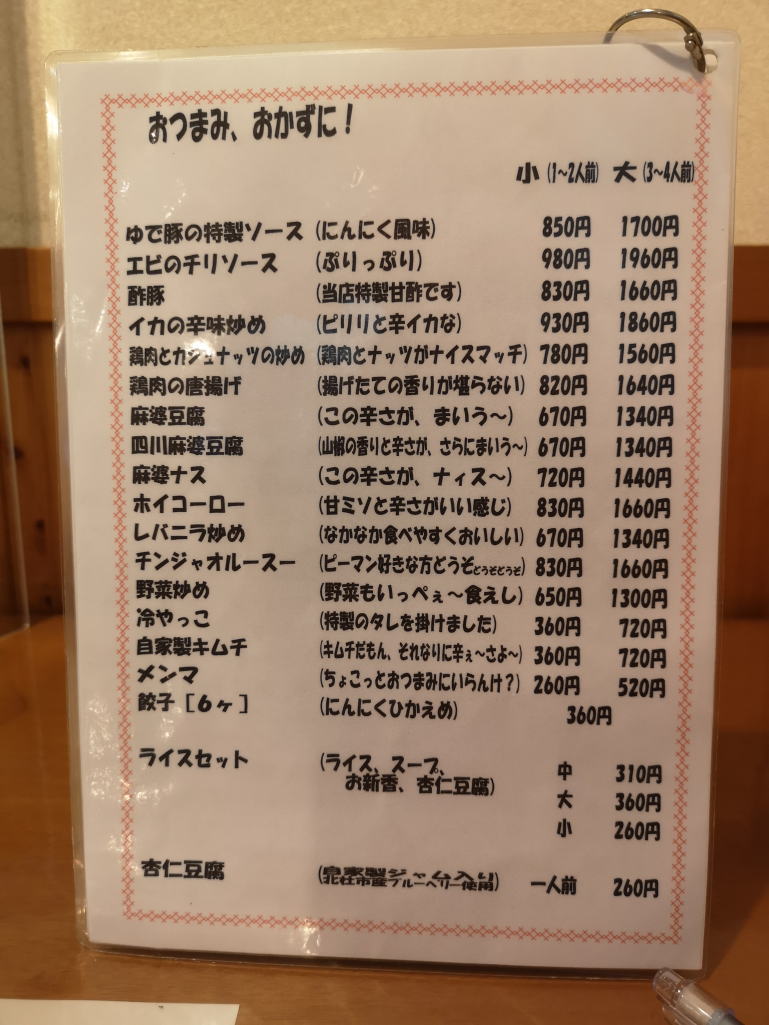 おつまみ、おかずに！
小（1～2人前） 大（3～4人前）
ゆで豚の特製ソース （にんにく風味） 850円 1700円
エビのチリソース （ぷりっぷり） 980円 1960円
酢豚 （当店特製甘酢です） 830円 1660円
イカの辛味炒め （ピリリと辛イカな） 930円 1860円
鶏肉とカシュナッツの炒め （鶏肉とナッツがナイスマッチ） 780円 1560円
鶏肉の唐揚げ （揚げたての香りが堪らない） 820円 1640円
麻婆豆腐 （この辛さが、まいう～） 670円 1340円
四川麻婆豆腐 （山椒の香りと辛さが、さらにまいう～） 670円 1340円
麻婆ナス （この辛さが、ナィス～） 720円 1440円
ホイコーロー （甘ミソと辛さがいい感じ） 830円 1660円
レバニラ炒め （なかなか食べやすくおいしい） 670円 1340円
チンジャオルースー （ピーマン好きな方どうぞどうぞどうぞ） 830円 1660円
野菜炒め （野菜もいっぺぇ～食えし） 650円 1300円
冷やっこ （特製のタレを掛けました） 360円 720円
自家製キムチ （キムチだもん、それなりに辛ぇ～さよ～） 360円 720円
メンマ （ちょこっとおつまみにいらんけ？） 260円 520円
餃子［6ヶ］ （にんにくひかえめ） 360円
ライスセット （ライス、スープ、
お新香、杏仁豆腐）
中 310円
大 360円
小 260円
杏仁豆腐 （自家製ジャム入り
北杜市産ブルーベリー使用） 一人前 260円